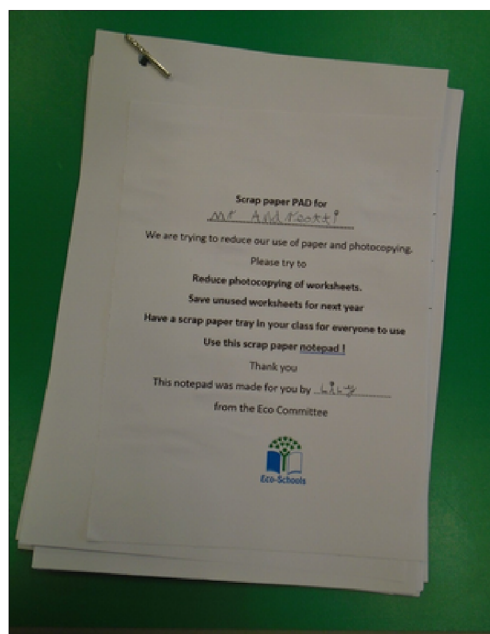 Scrap paper PAD for
Mr Andreotti
We are trying to reduce our use of paper and photocopying.
Please try to
Reduce photocopying of worksheets.
Save unused worksheets for next year
Have a scrap paper tray in your class for everyone to use
Use this scrap paper notepad !
Thank you
This notepad was made for you by Lily
from the Eco Committee
Eco-Schools